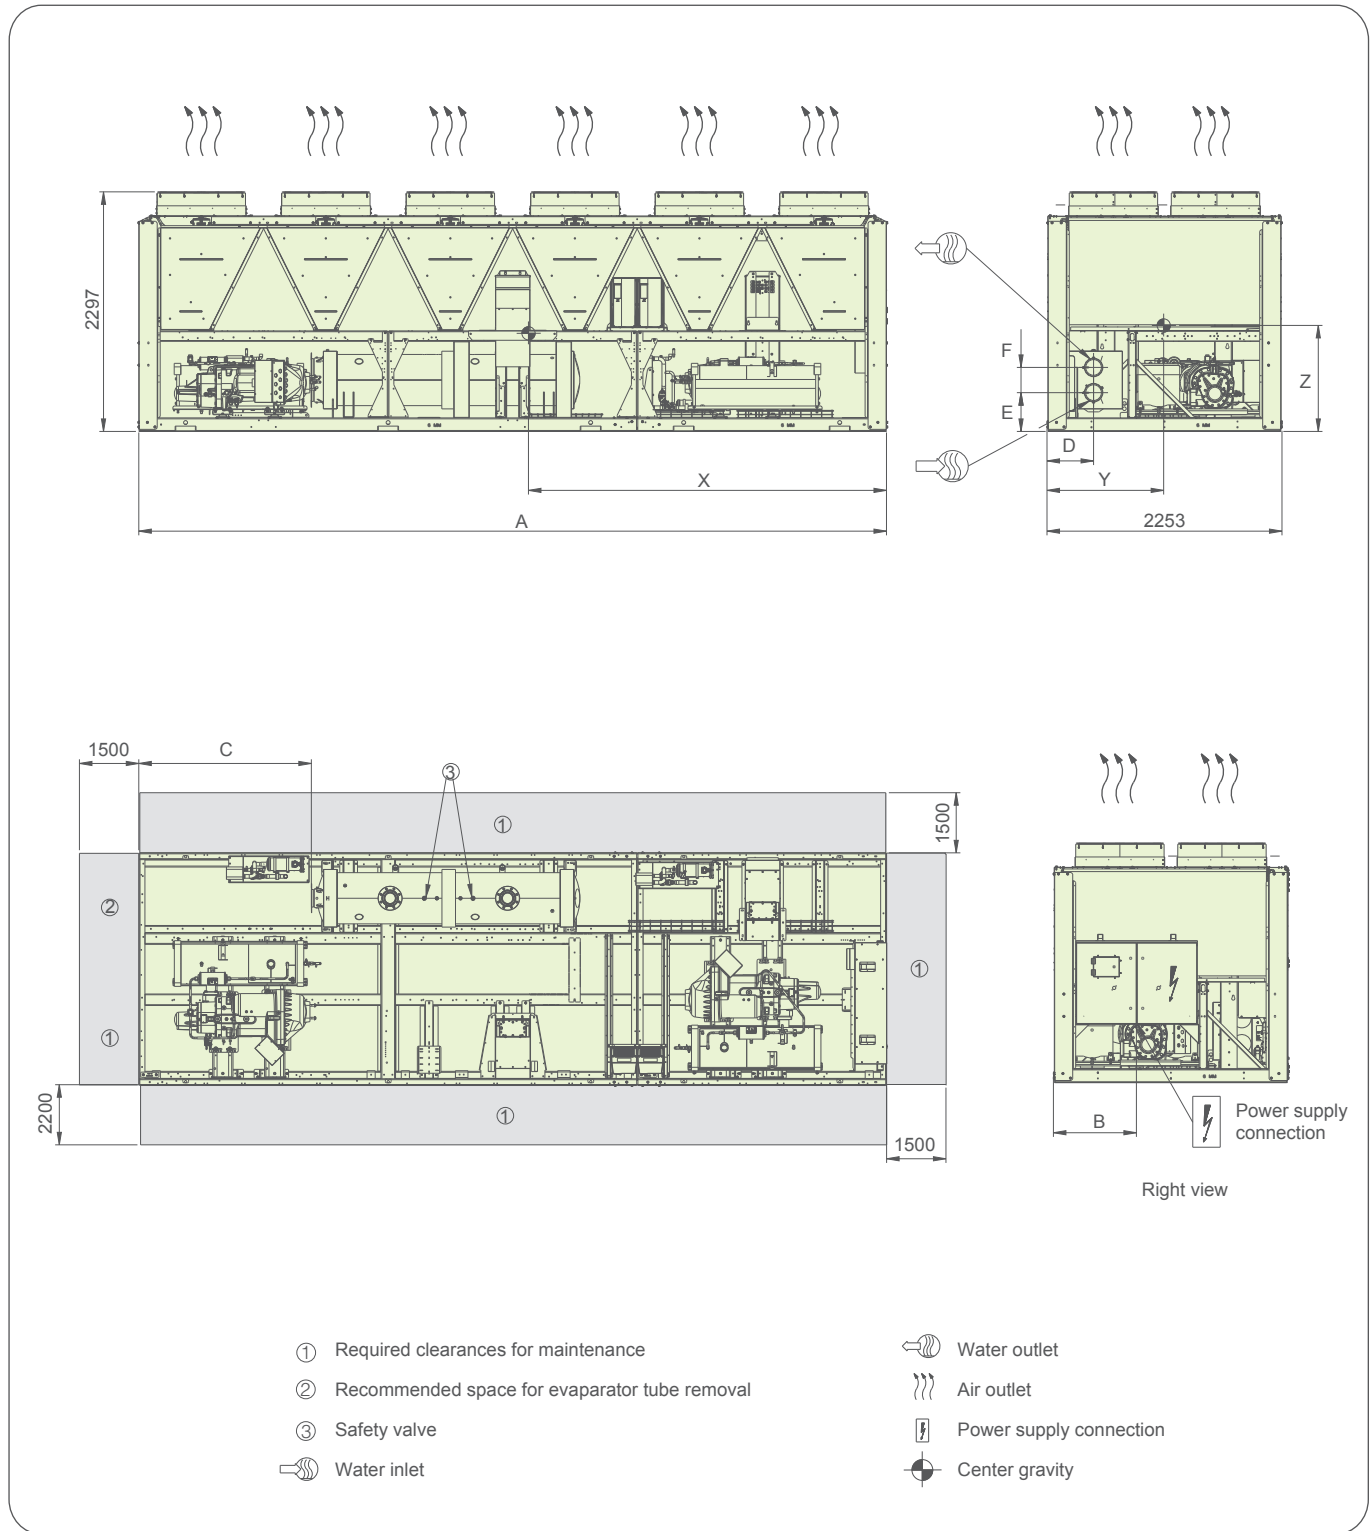 2297
F
E
Z
D
X
Y
A
2253
1500
C
③
①
1500
②
①
①
2200
①
1500
B
Power supply
connection
Right view
① Required clearances for maintenance
② Recommended space for evaparator tube removal
③ Safety valve
Water inlet
Water outlet
Air outlet
Power supply connection
Center gravity